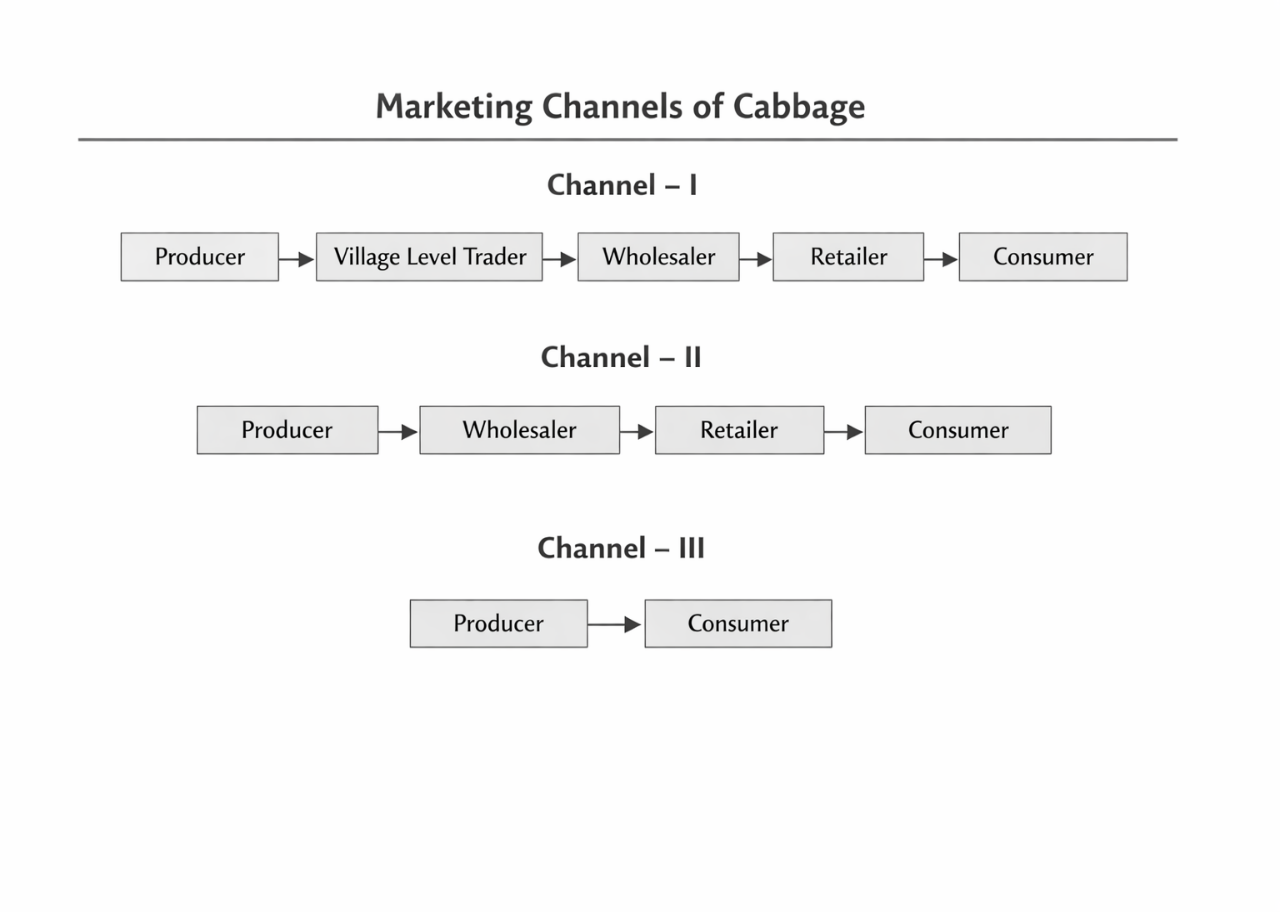 Marketing Channels of Cabbage
Channel – I
Producer Village Level Trader Wholesaler Retailer Consumer
Channel – II
Producer Wholesaler Retailer Consumer
Channel – III
Producer Consumer